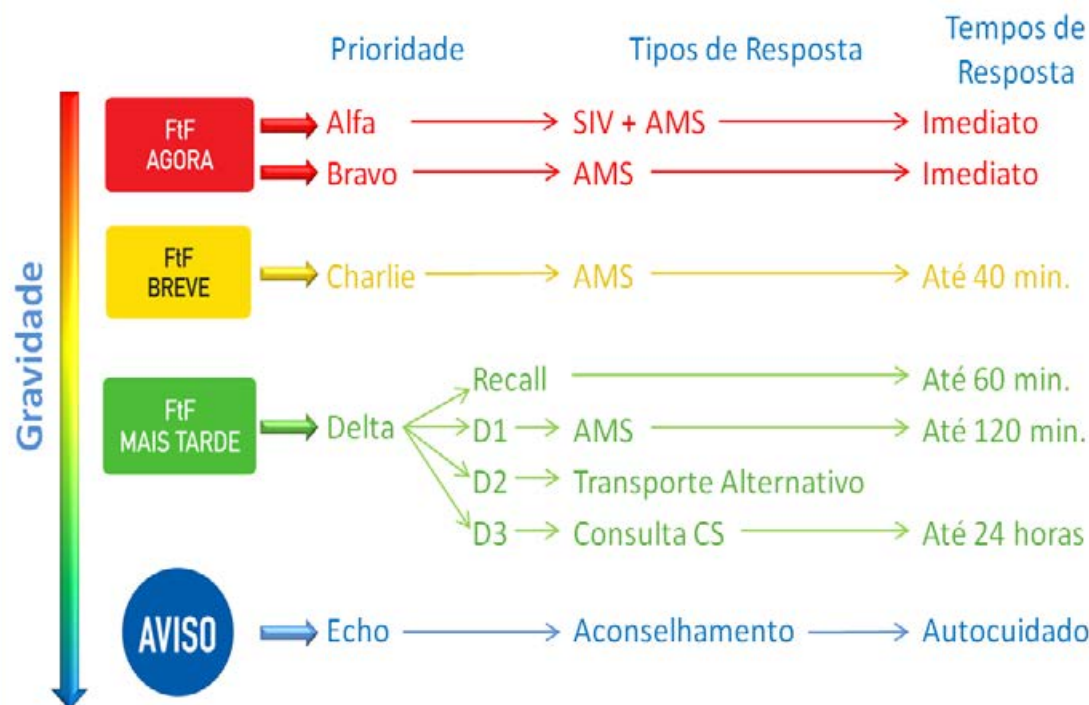 Prioridade
Tipos de Resposta
Tempos de
Resposta
Gravidade
FtF
AGORA
Alfa
SIV + AMS
Imediato
Bravo
AMS
Imediato
FtF
BREVE
Charlie
AMS
Até 40 min.
FtF
MAIS TARDE
Delta
Recall
Até 60 min.
D1
AMS
Até 120 min.
D2
Transporte Alternativo
D3
Consulta CS
Até 24 horas
AVISO
Echo
Aconselhamento
Autocuidado